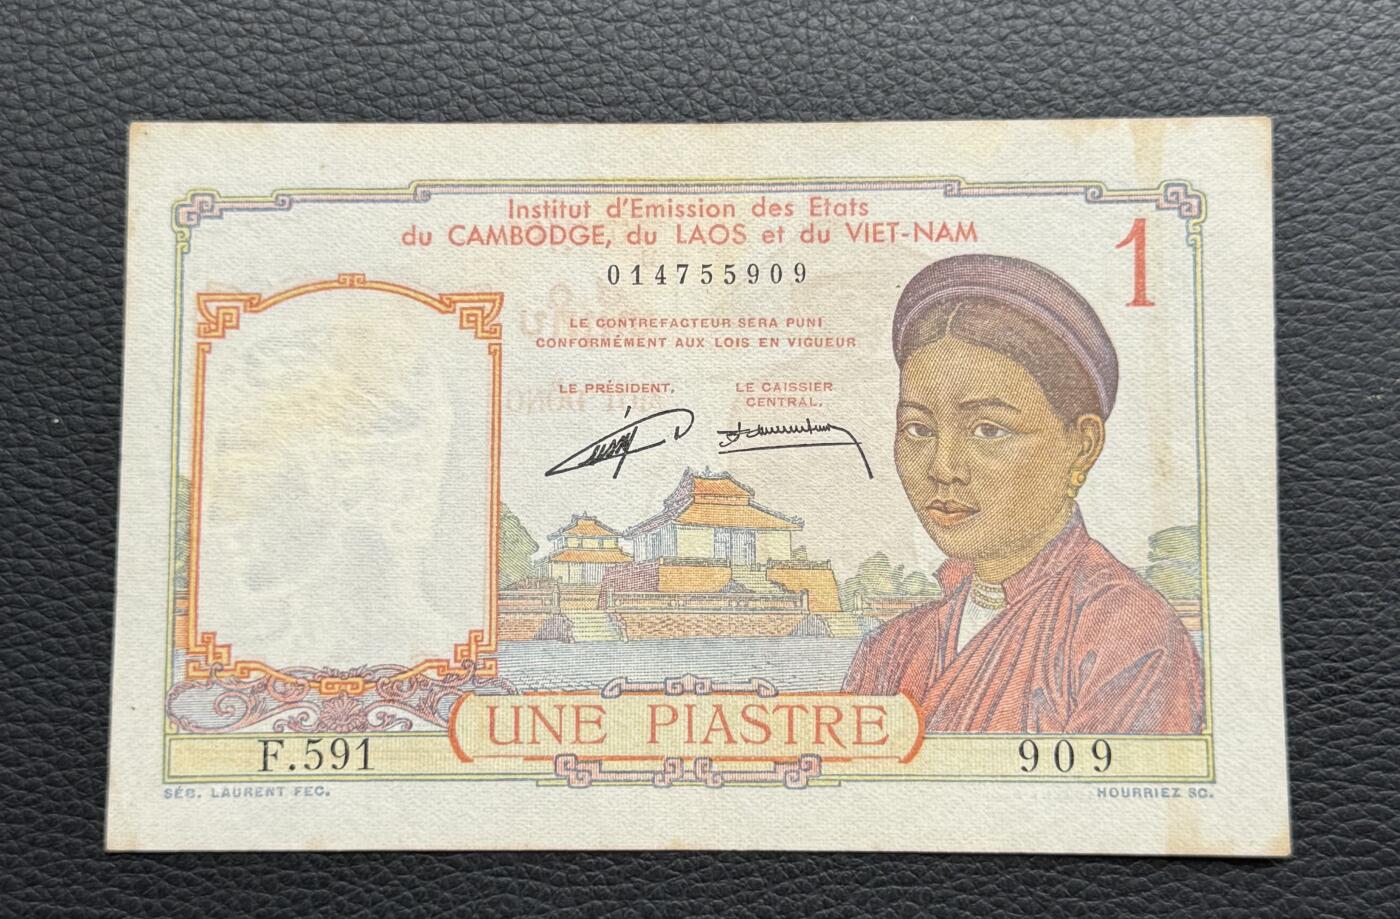 Institut d'Emission des Etats
du CAMBODGE, du LAOS et du VIET-NAM
1
014755909
LE CONTREFACTEUR SERA PUNI
CONFORMÉMENT AUX LOIS EN VIGUEUR
LE PRÉSIDENT,
LE CAISSIER
CENTRAL,
UNE PIASTRE
F.591
909
SÉB. LAURENT FEC.
HOURRIEZ SC.